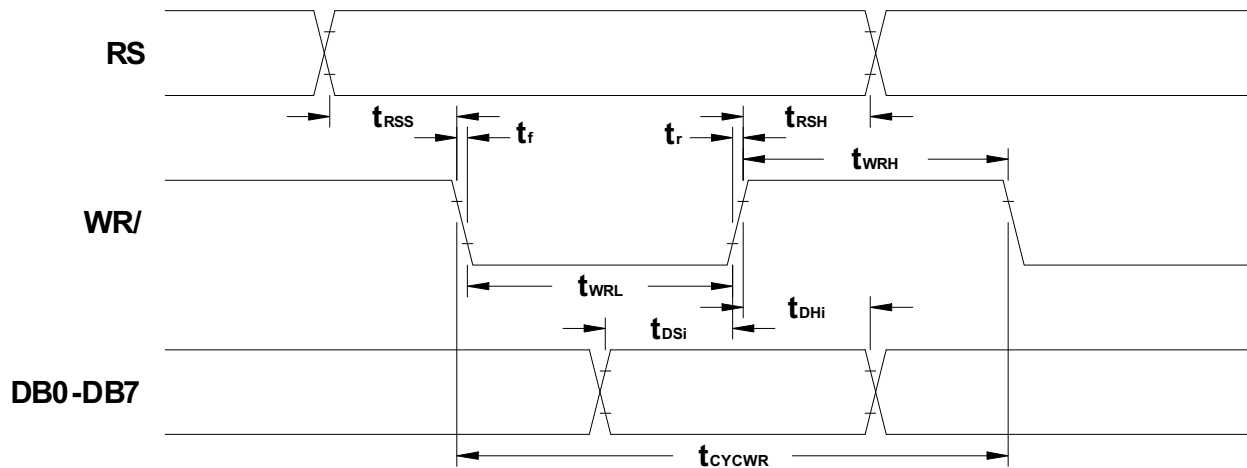 RS
tRSS
tRSH
tf
tr
tWRH
WR/
tWRL
tDHi
tDSi
DB0-DB7
tCYCWR